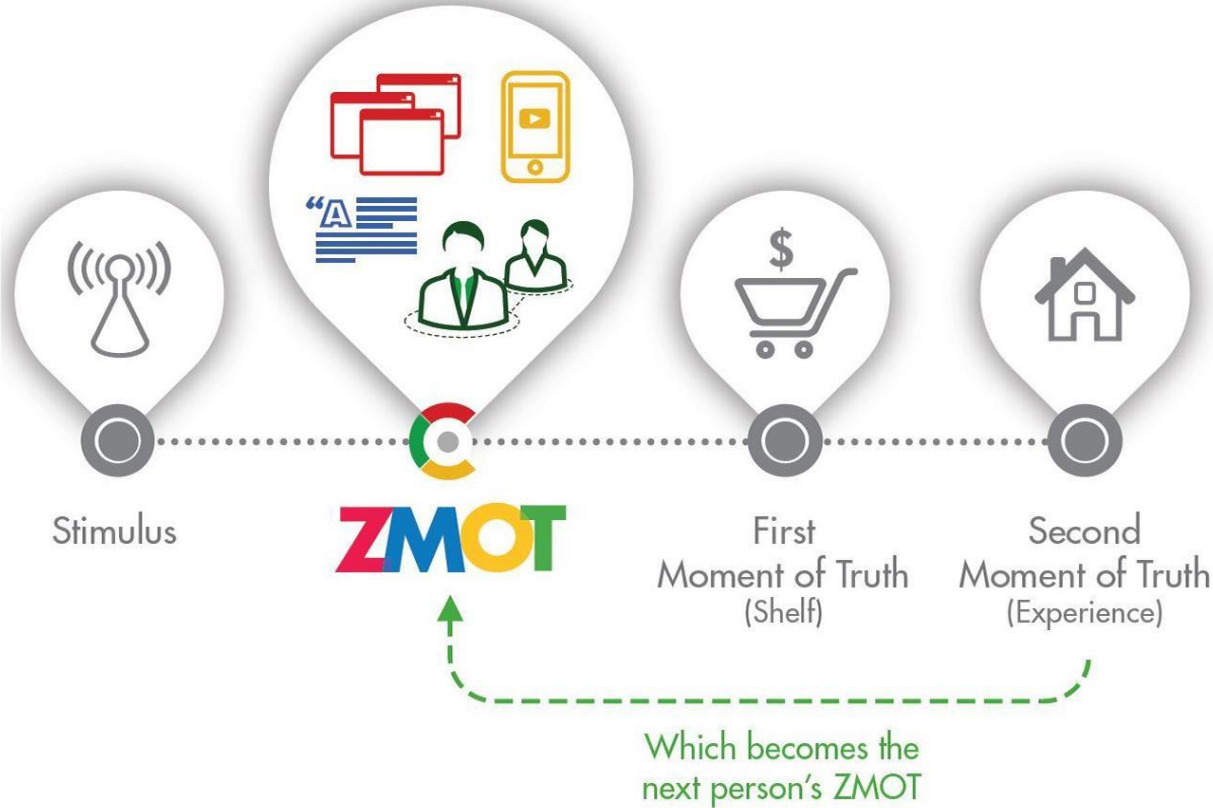 “A
$
Stimulus
ZMOT
First
Moment of Truth
(Shelf)
Second
Moment of Truth
(Experience)
Which becomes the
next person's ZMOT